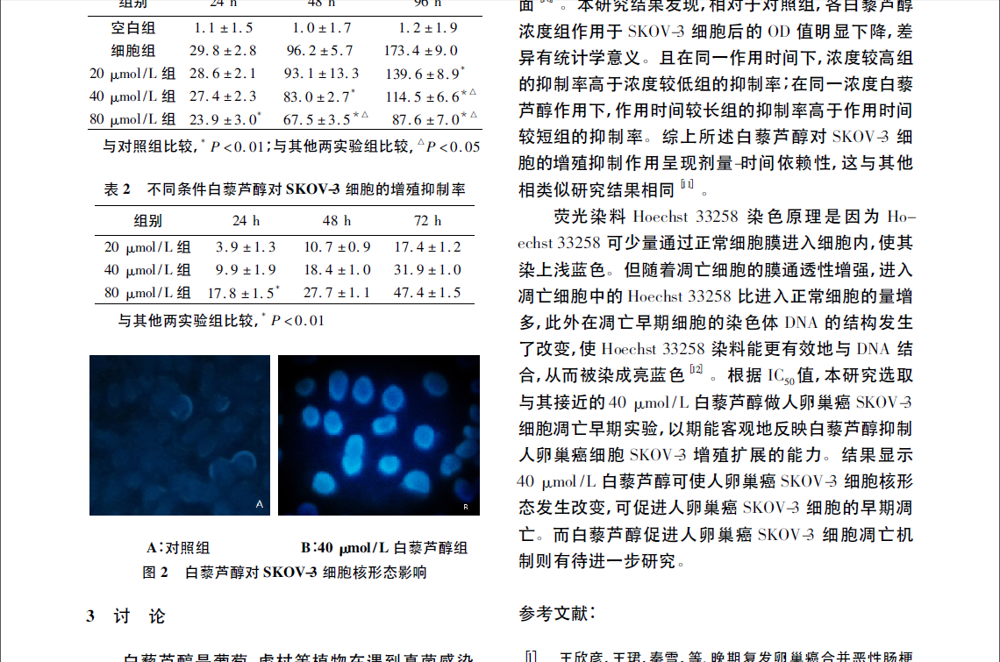 组别 24 h 48 h 96 h
空白组 1.1±1.5 1.0±1.7 1.2±1.9
细胞组 29.8±2.8 96.2±5.7 173.4±9.0
20 μmol/L 组 28.6±2.1 93.1±13.3 139.6±8.9*
40 μmol/L 组 27.4±2.3 83.0±2.7* 114.5±6.6*△
80 μmol/L 组 23.9±3.0* 67.5±3.5*△ 87.6±7.0*△
与对照组比较,* P<0.01;与其他两实验组比较,△P<0.05
表 2 不同条件白藜芦醇对 SKOV-3 细胞的增殖抑制率
组别 24 h 48 h 72 h
20 μmol/L 组 3.9±1.3 10.7±0.9 17.4±1.2
40 μmol/L 组 9.9±1.9 18.4±1.0 31.9±1.0
80 μmol/L 组 17.8±1.5* 27.7±1.1 47.4±1.5
与其他两实验组比较,* P<0.01
A
B
A:对照组 B:40 μmol/L 白藜芦醇组
图 2 白藜芦醇对 SKOV-3 细胞核形态影响
3 讨 论
白藜芦醇是葡萄、虎杖等植物在遇到真菌感染
面。本研究结果发现,相对于对照组,各白藜芦醇
浓度组作用于 SKOV-3 细胞后的 OD 值明显下降,差
异有统计学意义。且在同一作用时间下,浓度较高组
的抑制率高于浓度较低组的抑制率;在同一浓度白藜
芦醇作用下,作用时间较长组的抑制率高于作用时间
较短组的抑制率。综上所述白藜芦醇对 SKOV-3 细
胞的增殖抑制作用呈现剂量-时间依赖性,这与其他
相类似研究结果相同[11]。
荧光染料 Hoechst 33258 染色原理是因为 Ho-
echst 33258 可少量通过正常细胞膜进入细胞内,使其
染上浅蓝色。但随着凋亡细胞的膜通透性增强,进入
凋亡细胞中的 Hoechst 33258 比进入正常细胞的量增
多,此外在凋亡早期细胞的染色体 DNA 的结构发生
了改变,使 Hoechst 33258 染料能更有效地与 DNA 结
合,从而被染成亮蓝色[12]。根据 IC50值,本研究选取
与其接近的 40 μmol/L 白藜芦醇做人卵巢癌 SKOV-3
细胞凋亡早期实验,以期能客观地反映白藜芦醇抑制
人卵巢癌细胞 SKOV-3 增殖扩展的能力。结果显示
40 μmol/L 白藜芦醇可使人卵巢癌 SKOV-3 细胞核形
态发生改变,可促进人卵巢癌 SKOV-3 细胞的早期凋
亡。而白藜芦醇促进人卵巢癌 SKOV-3 细胞凋亡机
制则有待进一步研究。
参考文献:
[1] 王欣彦,王珺,秦雪,等.晚期复发卵巢癌合并恶性肠梗